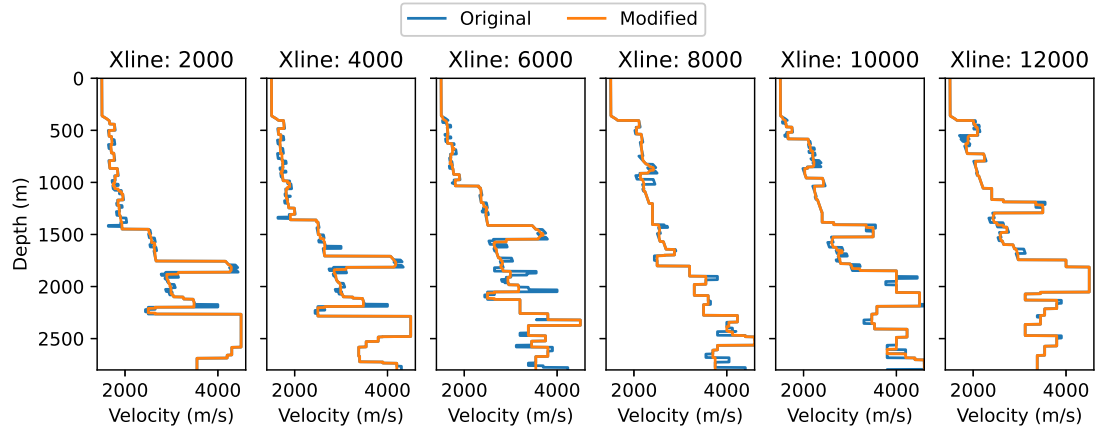 Original Modified
Xline: 2000 Xline: 4000 Xline: 6000 Xline: 8000 Xline: 10000 Xline: 12000
0
500
1000
1500
2000
2500
Depth (m)
2000 4000 2000 4000 2000 4000 2000 4000 2000 4000 2000 4000
Velocity (m/s) Velocity (m/s) Velocity (m/s) Velocity (m/s) Velocity (m/s) Velocity (m/s)